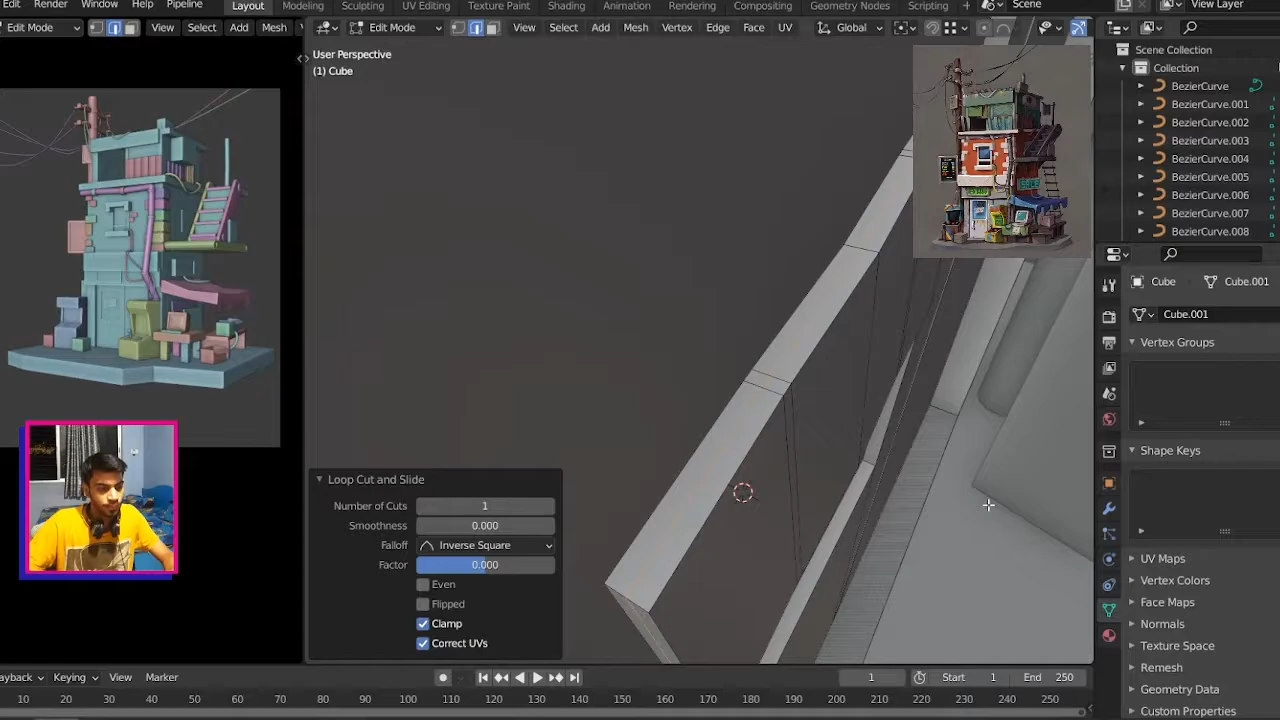 Edit Render Window Help Pipeline Layout Modeling Sculpting UV Editing Texture Paint Shading Animation Rendering Compositing Geometry Nodes Scripting + Scene View Layer
Edit Mode View Select Add Mesh Edit Mode View Select Add Mesh Vertex Edge Face UV Global
User Perspective
(1) Cube
Scene Collection
Collection
BezierCurve
BezierCurve.001
BezierCurve.002
BezierCurve.003
BezierCurve.004
BezierCurve.005
BezierCurve.006
BezierCurve.007
BezierCurve.008
Cube Cube.001
Cube.001
Vertex Groups
Shape Keys
UV Maps
Vertex Colors
Face Maps
Normals
Texture Space
Remesh
Geometry Data
Custom Properties
Loop Cut and Slide
Number of Cuts 1
Smoothness 0.000
Falloff Inverse Square
Factor 0.000
Even
Flipped
Clamp
Correct UVs
ayback Keying View Marker 1 Start 1 End 250
10 20 30 40 50 60 70 80 90 100 110 120 130 140 150 160 170 180 190 200 210 220 230 240 250